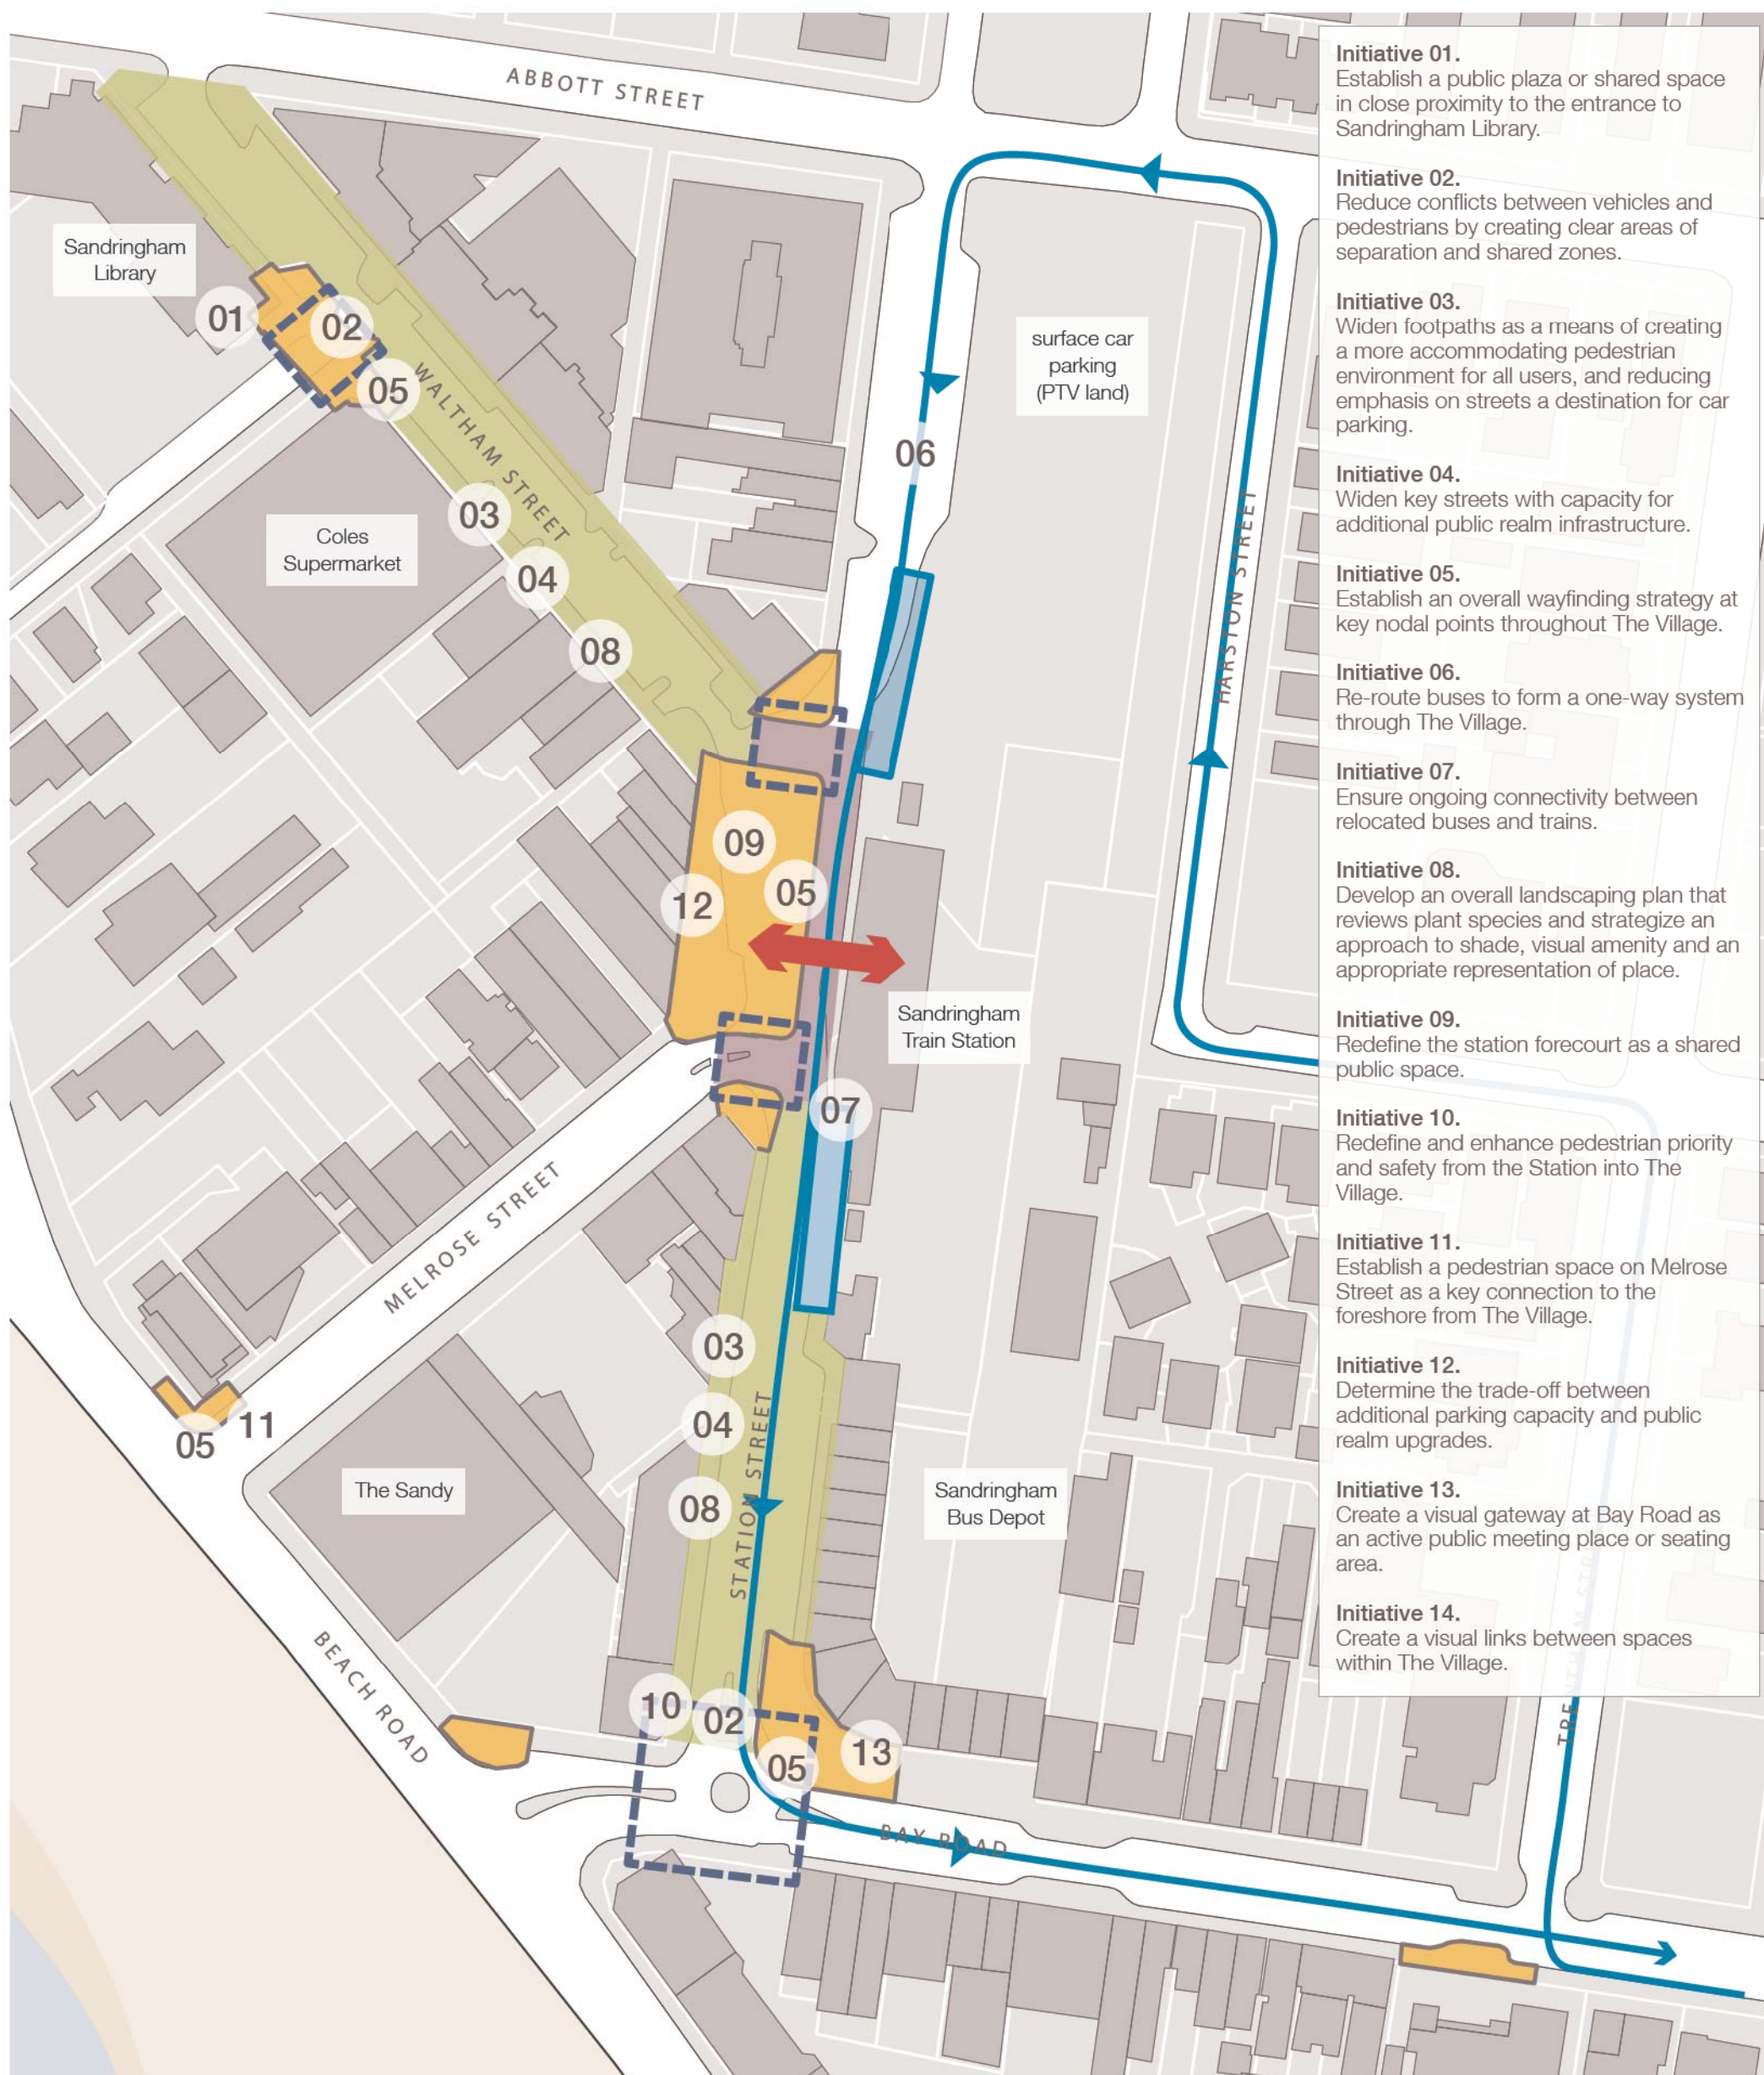 ABBOTT STREET
Sandringham
Library
01
02
05
WALTHAM STREET
03
04
08
Coles
Supermarket
surface car
parking
(PTV land)
06
HARSTON STREET
09
05
12
Sandringham
Train Station
07
MELROSE STREET
03
04
08
STATION STREET
11
05
The Sandy
Sandringham
Bus Depot
BEACH ROAD
10
02
05
13
BAY ROAD
Initiative 01.
Establish a public plaza or shared space
in close proximity to the entrance to
Sandringham Library.
Initiative 02.
Reduce conflicts between vehicles and
pedestrians by creating clear areas of
separation and shared zones.
Initiative 03.
Widen footpaths as a means of creating
a more accommodating pedestrian
environment for all users, and reducing
emphasis on streets a destination for car
parking.
Initiative 04.
Widen key streets with capacity for
additional public realm infrastructure.
Initiative 05.
Establish an overall wayfinding strategy at
key nodal points throughout The Village.
Initiative 06.
Re-route buses to form a one-way system
through The Village.
Initiative 07.
Ensure ongoing connectivity between
relocated buses and trains.
Initiative 08.
Develop an overall landscaping plan that
reviews plant species and strategize an
approach to shade, visual amenity and an
appropriate representation of place.
Initiative 09.
Redefine the station forecourt as a shared
public space.
Initiative 10.
Redefine and enhance pedestrian priority
and safety from the Station into The
Village.
Initiative 11.
Establish a pedestrian space on Melrose
Street as a key connection to the
foreshore from The Village.
Initiative 12.
Determine the trade-off between
additional parking capacity and public
realm upgrades.
Initiative 13.
Create a visual gateway at Bay Road as
an active public meeting place or seating
area.
Initiative 14.
Create a visual links between spaces
within The Village.